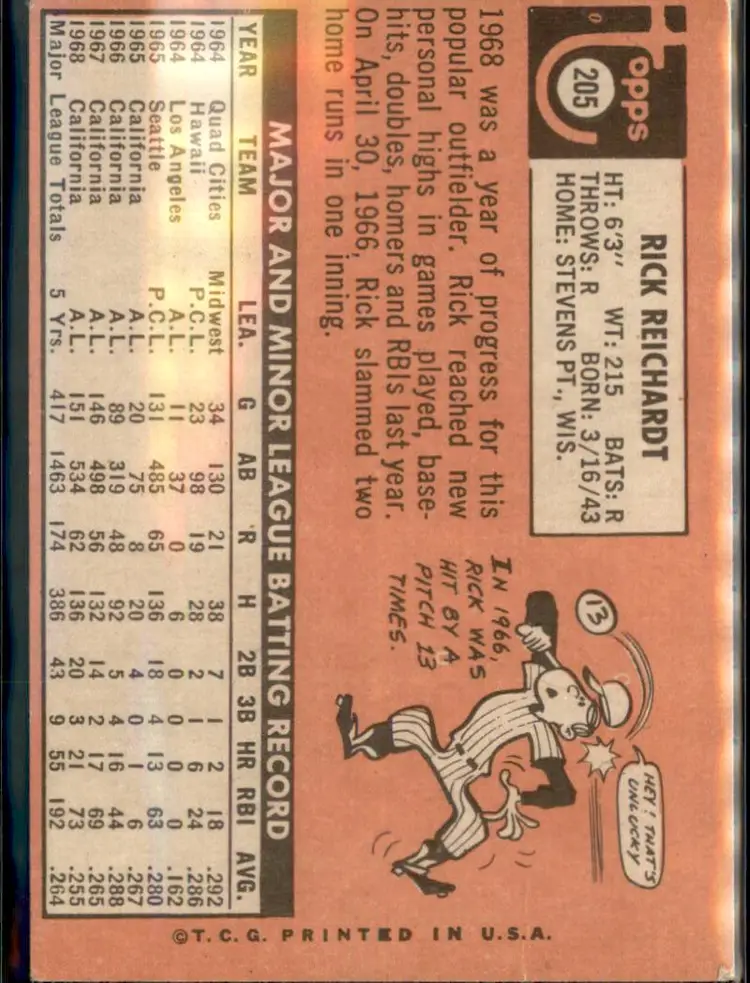 Topps
205
RICK REICHARDT
HT: 6'3" WT: 215 BATS: R
THROWS: R BORN: 3/16/43
HOME: STEVENS PT., WIS.
1968 was a year of progress for this
popular outfielder. Rick reached new
personal highs in games played, base-
hits, doubles, homers and RBIs last year.
On April 30, 1966, Rick slammed two
home runs in one inning.
IN 1966,
RICK WAS
HIT BY A
PITCH 13
TIMES.
13
HEY! THAT'S
UNLUCKY
MAJOR AND MINOR LEAGUE BATTING RECORD
YEAR TEAM LEA. G AB R H 2B 3B HR RBI AVG.
1964 Quad Cities Midwest 34 130 21 38 7 1 2 18 .292
1964 Hawaii P.C.L. 23 98 19 28 2 1 6 24 .286
1964 Los Angeles A.L. 11 37 0 6 0 0 0 0 .162
1965 Seattle P.C.L. 131 485 65 136 18 4 13 63 .280
1965 California A.L. 20 75 8 20 4 0 1 6 .267
1966 California A.L. 89 319 48 92 5 4 16 44 .288
1967 California A.L. 146 498 56 132 14 2 17 69 .265
1968 California A.L. 151 534 62 136 20 3 21 73 .255
Major League Totals 5 Yrs. 417 1463 174 386 43 9 55 192 .264
©T.C.G. PRINTED IN U.S.A.